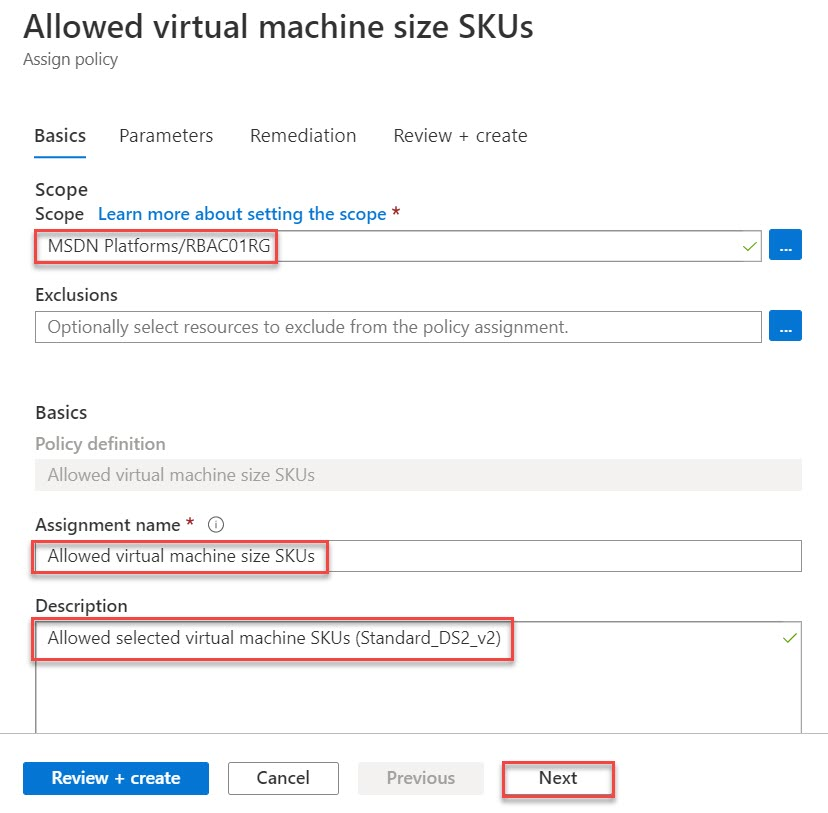 Allowed virtual machine size SKUs
Assign policy
Basics Parameters Remediation Review + create
Scope
Scope Learn more about setting the scope *
MSDN Platforms/RBAC01RG
...
Exclusions
Optionally select resources to exclude from the policy assignment.
...
Basics
Policy definition
Allowed virtual machine size SKUs
Assignment name *
Allowed virtual machine size SKUs
Description
Allowed selected virtual machine SKUs (Standard_DS2_v2)
Review + create Cancel Previous Next